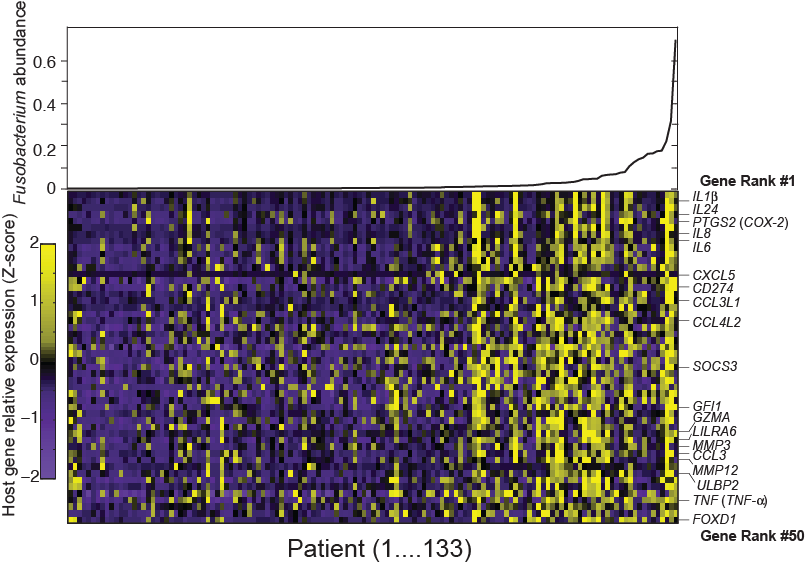 Fusobacterium abundance
0.6
0.4
0.2
0
Gene Rank #1
IL1β
IL24
PTGS2 (COX-2)
IL8
IL6
CXCL5
CD274
CCL3L1
CCL4L2
SOCS3
GFI1
GZMA
LILRA6
MMP3
CCL3
MMP12
ULBP2
TNF (TNF-α)
FOXD1
Gene Rank #50
Host gene relative expression (Z-score)
2
1
0
−1
−2
Patient (1....133)